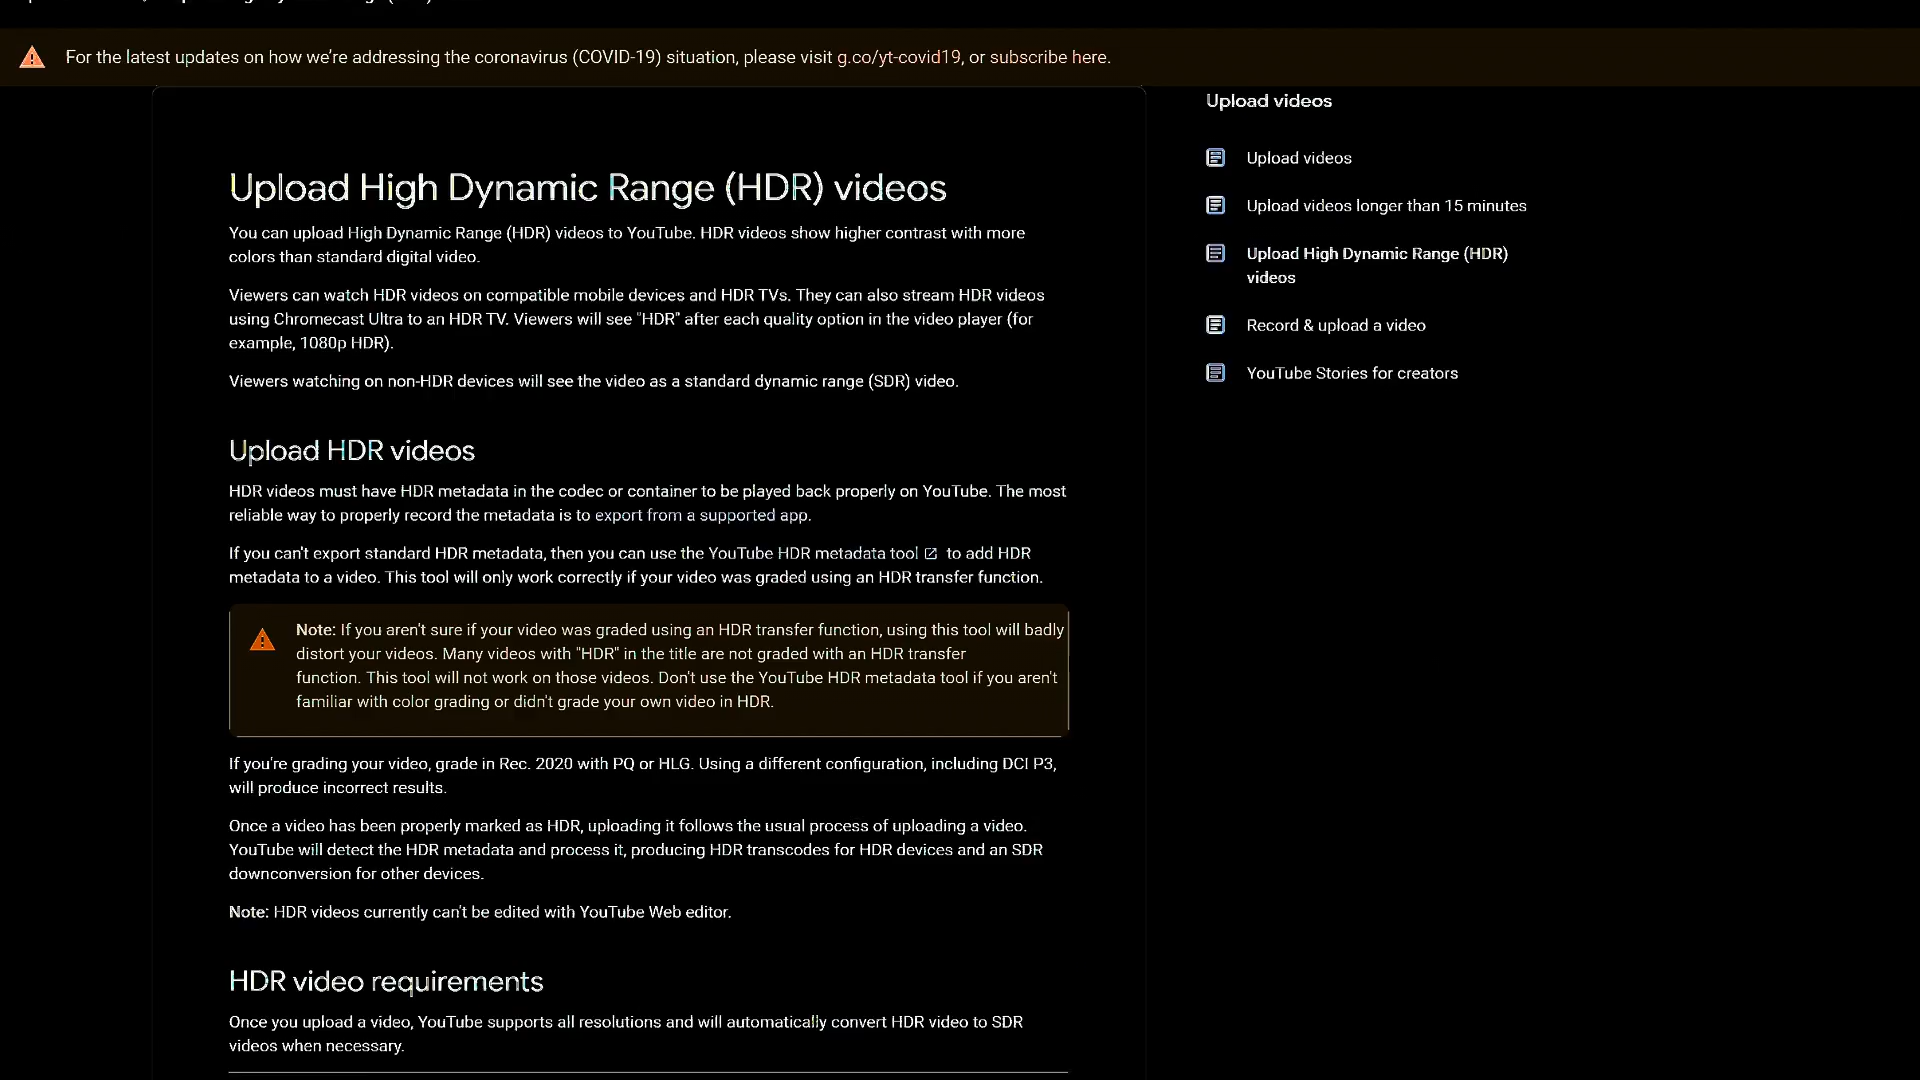 For the latest updates on how we’re addressing the coronavirus (COVID-19) situation, please visit g.co/yt-covid19, or subscribe here.
Upload High Dynamic Range (HDR) videos
You can upload High Dynamic Range (HDR) videos to YouTube. HDR videos show higher contrast with more
colors than standard digital video.
Viewers can watch HDR videos on compatible mobile devices and HDR TVs. They can also stream HDR videos
using Chromecast Ultra to an HDR TV. Viewers will see "HDR" after each quality option in the video player (for
example, 1080p HDR).
Viewers watching on non-HDR devices will see the video as a standard dynamic range (SDR) video.
Upload HDR videos
HDR videos must have HDR metadata in the codec or container to be played back properly on YouTube. The most
reliable way to properly record the metadata is to export from a supported app.
If you can't export standard HDR metadata, then you can use the YouTube HDR metadata tool to add HDR
metadata to a video. This tool will only work correctly if your video was graded using an HDR transfer function.
Note: If you aren't sure if your video was graded using an HDR transfer function, using this tool will badly
distort your videos. Many videos with "HDR" in the title are not graded with an HDR transfer
function. This tool will not work on those videos. Don't use the YouTube HDR metadata tool if you aren't
familiar with color grading or didn't grade your own video in HDR.
If you're grading your video, grade in Rec. 2020 with PQ or HLG. Using a different configuration, including DCI P3,
will produce incorrect results.
Once a video has been properly marked as HDR, uploading it follows the usual process of uploading a video.
YouTube will detect the HDR metadata and process it, producing HDR transcodes for HDR devices and an SDR
downconversion for other devices.
Note: HDR videos currently can't be edited with YouTube Web editor.
HDR video requirements
Once you upload a video, YouTube supports all resolutions and will automatically convert HDR video to SDR
videos when necessary.
Upload videos
Upload videos
Upload videos longer than 15 minutes
Upload High Dynamic Range (HDR)
videos
Record & upload a video
YouTube Stories for creators